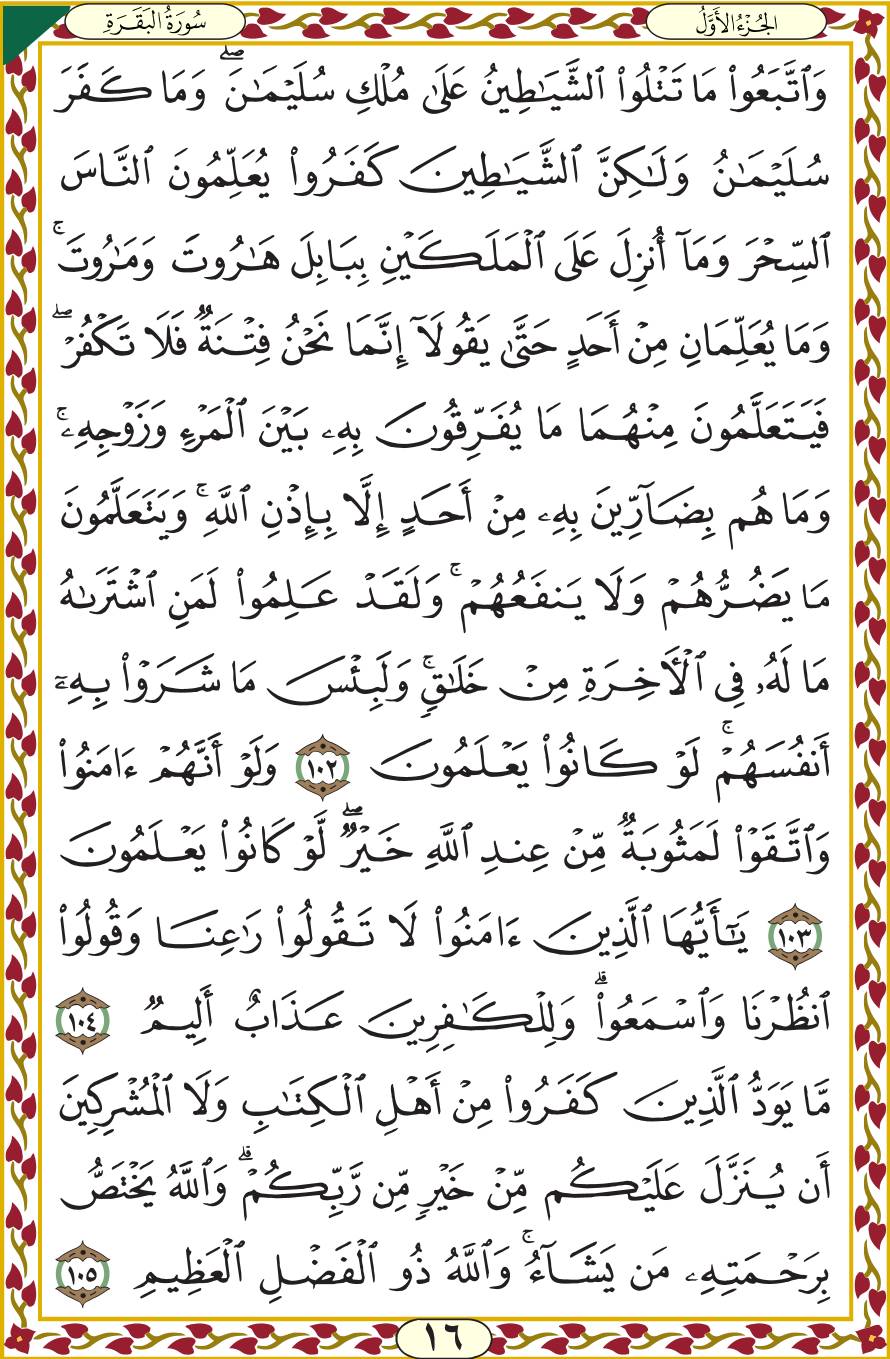 الجُزْءُ الأَوَّلُ
سُورَةُ البَقَرَةِ
وَٱتَّبَعُوا۟ مَا تَتْلُوا۟ ٱلشَّيَـٰطِينُ عَلَىٰ مُلْكِ سُلَيْمَـٰنَ ۖ وَمَا كَفَرَ
سُلَيْمَـٰنُ وَلَـٰكِنَّ ٱلشَّيَـٰطِينَ كَفَرُوا۟ يُعَلِّمُونَ ٱلنَّاسَ
ٱلسِّحْرَ وَمَآ أُنزِلَ عَلَى ٱلْمَلَكَيْنِ بِبَابِلَ هَـٰرُوتَ وَمَـٰرُوتَ ۚ
وَمَا يُعَلِّمَانِ مِنْ أَحَدٍ حَتَّىٰ يَقُولَآ إِنَّمَا نَحْنُ فِتْنَةٌ فَلَا تَكْفُرْ ۖ
فَيَتَعَلَّمُونَ مِنْهُمَا مَا يُفَرِّقُونَ بِهِۦ بَيْنَ ٱلْمَرْءِ وَزَوْجِهِۦ ۚ
وَمَا هُم بِضَآرِّينَ بِهِۦ مِنْ أَحَدٍ إِلَّا بِإِذْنِ ٱللَّهِ ۚ وَيَتَعَلَّمُونَ
مَا يَضُرُّهُمْ وَلَا يَنفَعُهُمْ ۚ وَلَقَدْ عَلِمُوا۟ لَمَنِ ٱشْتَرَىٰهُ
مَا لَهُۥ فِى ٱلْـَٔاخِرَةِ مِنْ خَلَـٰقٍ ۚ وَلَبِئْسَ مَا شَرَوْا۟ بِهِۦٓ
أَنفُسَهُمْ ۚ لَوْ كَانُوا۟ يَعْلَمُونَ ١٠٢ وَلَوْ أَنَّهُمْ ءَامَنُوا۟
وَٱتَّقَوْا۟ لَمَثُوبَةٌ مِّنْ عِندِ ٱللَّهِ خَيْرٌ ۖ لَّوْ كَانُوا۟ يَعْلَمُونَ
١٠٣ يَـٰٓأَيُّهَا ٱلَّذِينَ ءَامَنُوا۟ لَا تَقُولُوا۟ رَٰعِنَا وَقُولُوا۟
ٱنظُرْنَا وَٱسْمَعُوا۟ ۗ وَلِلْكَـٰفِرِينَ عَذَابٌ أَلِيمٌ ١٠٤
مَّا يَوَدُّ ٱلَّذِينَ كَفَرُوا۟ مِنْ أَهْلِ ٱلْكِتَـٰبِ وَلَا ٱلْمُشْرِكِينَ
أَن يُنَزَّلَ عَلَيْكُم مِّنْ خَيْرٍ مِّن رَّبِّكُمْ ۗ وَٱللَّهُ يَخْتَصُّ
بِرَحْمَتِهِۦ مَن يَشَآءُ ۚ وَٱللَّهُ ذُو ٱلْفَضْلِ ٱلْعَظِيمِ ١٠٥
١٦